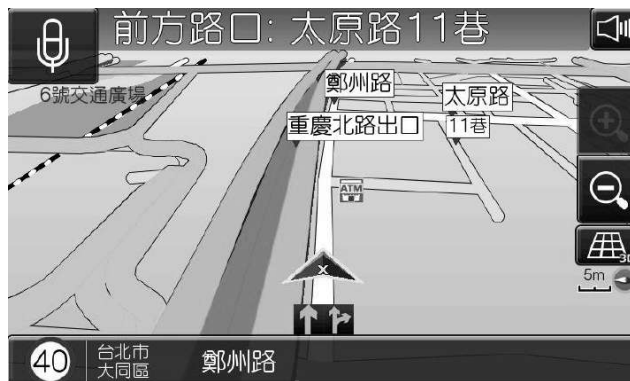 前方路口: 太原路11巷
6號交通廣場
鄭州路
太原路
11巷
重慶北路出口
ATM
3D
5m
X
40
台北市
大同區
鄭州路